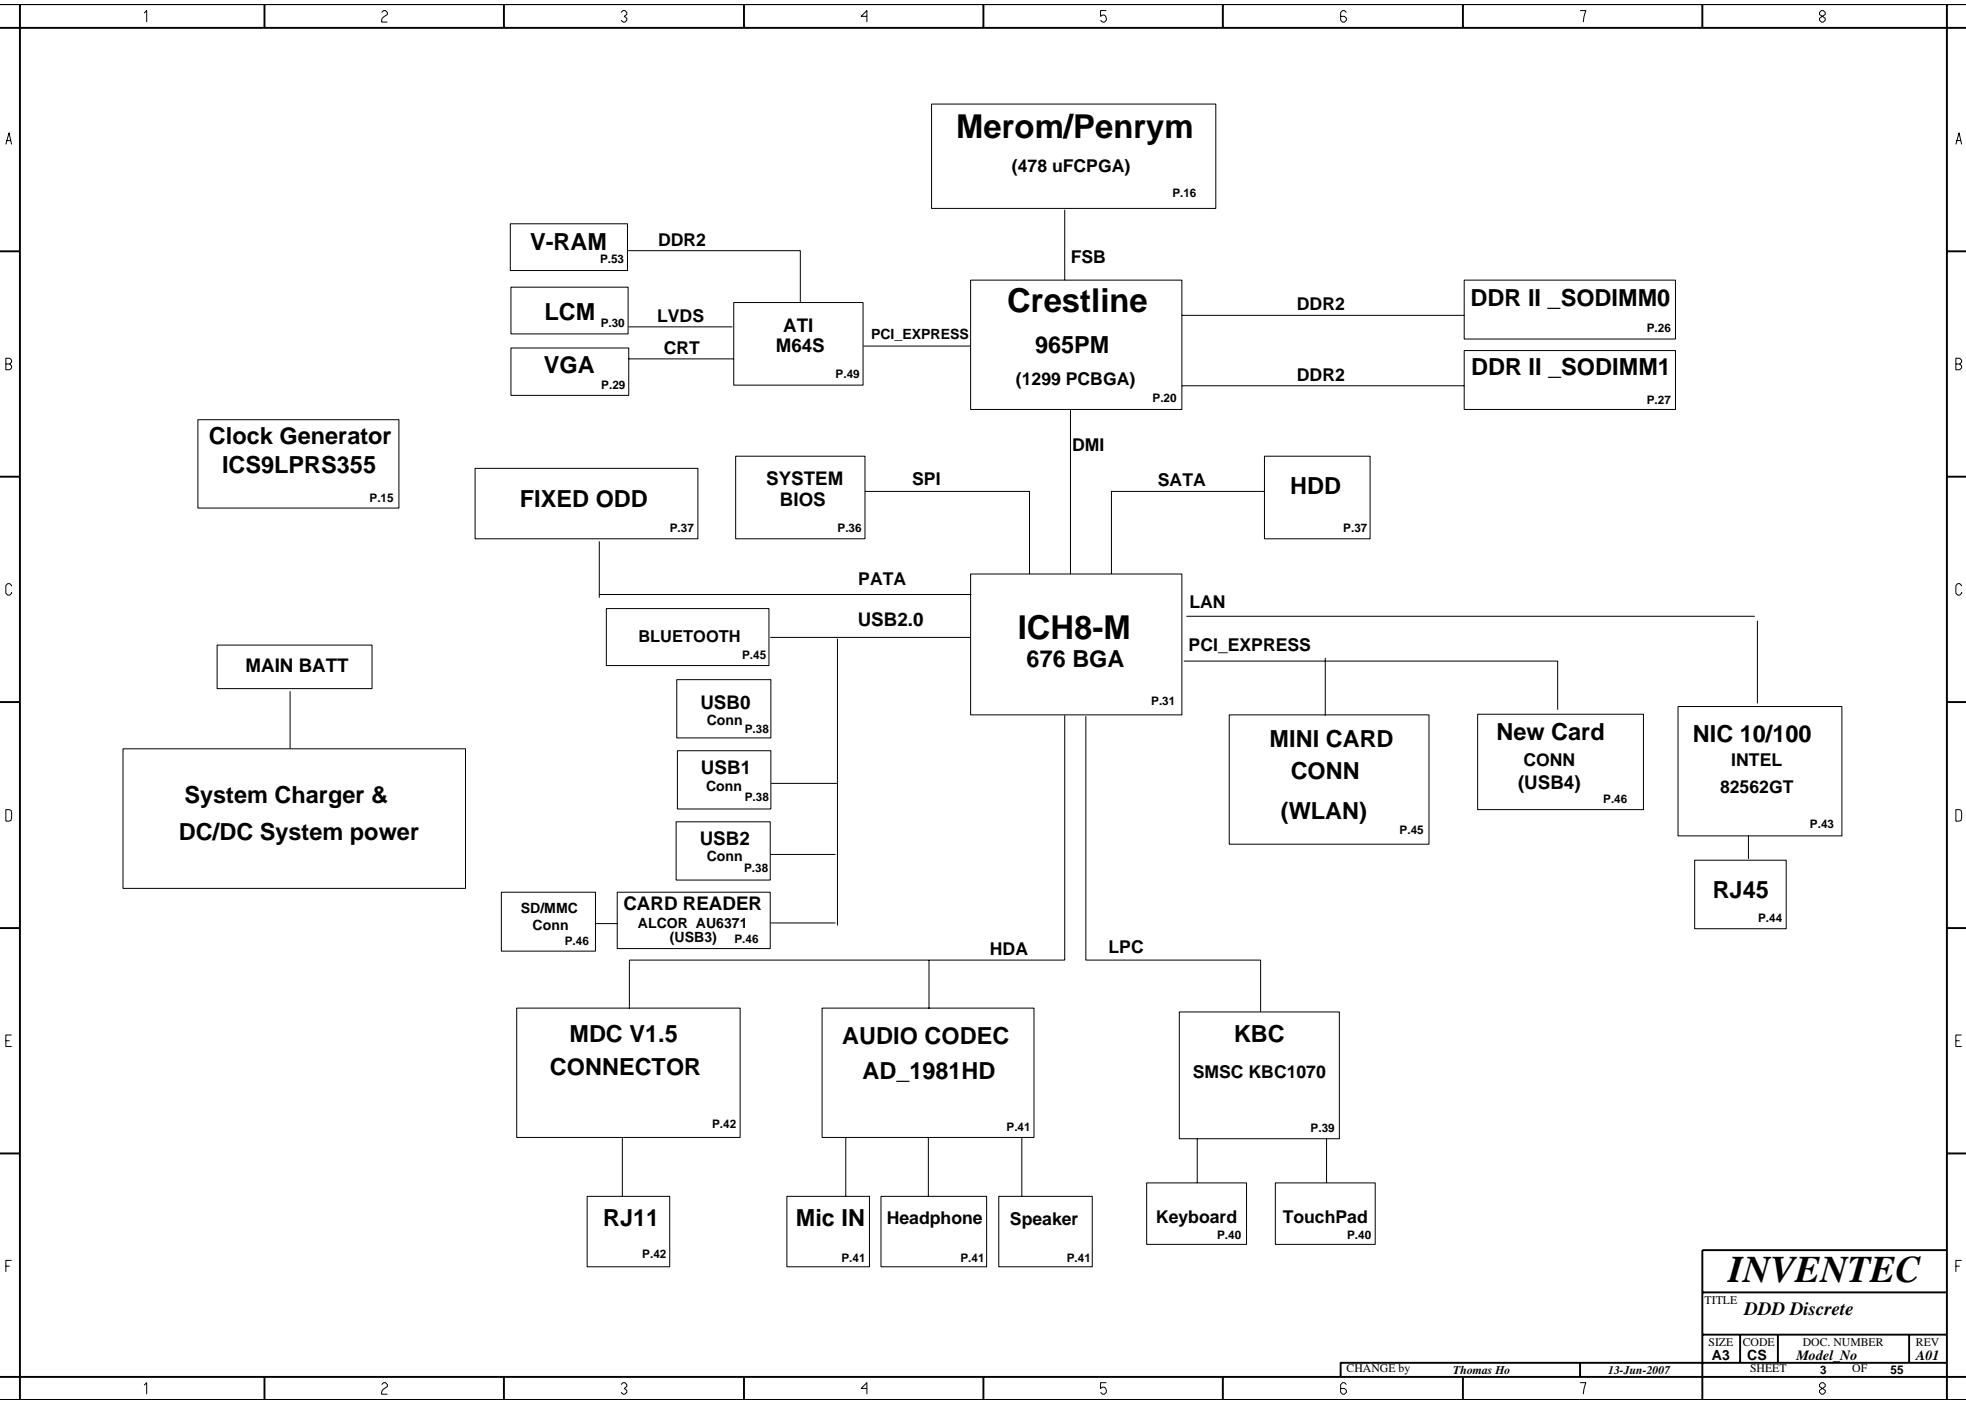 1 2 3 4 5 6 7 8
A A
B B
C C
D D
E E
F F
Merom/Penrym
(478 uFCPGA)
P.16
FSB
V-RAM
P.53
DDR2
LCM
P.30
LVDS
VGA
P.29
CRT
ATI
M64S
P.49
PCI_EXPRESS
Crestline
965PM
(1299 PCBGA)
P.20
DDR2
DDR II _SODIMM0
P.26
DDR2
DDR II _SODIMM1
P.27
DMI
Clock Generator
ICS9LPRS355
P.15
FIXED ODD
P.37
SYSTEM
BIOS
P.36
SPI
SATA
HDD
P.37
PATA
USB2.0
BLUETOOTH
P.45
ICH8-M
676 BGA
P.31
LAN
PCI_EXPRESS
MAIN BATT
System Charger &
DC/DC System power
USB0
Conn
P.38
USB1
Conn
P.38
USB2
Conn
P.38
SD/MMC
Conn
P.46
CARD READER
ALCOR AU6371
(USB3) P.46
MINI CARD
CONN
(WLAN)
P.45
New Card
CONN
(USB4)
P.46
NIC 10/100
INTEL
82562GT
P.43
RJ45
P.44
HDA
LPC
MDC V1.5
CONNECTOR
P.42
AUDIO CODEC
AD_1981HD
P.41
KBC
SMSC KBC1070
P.39
RJ11
P.42
Mic IN
P.41
Headphone
P.41
Speaker
P.41
Keyboard
P.40
TouchPad
P.40
INVENTEC
TITLE
DDD Discrete
SIZE CODE DOC. NUMBER REV
A3 CS Model_No A01
CHANGE by Thomas Ho 13-Jun-2007 SHEET 3 OF 55
1 2 3 4 5 6 7 8